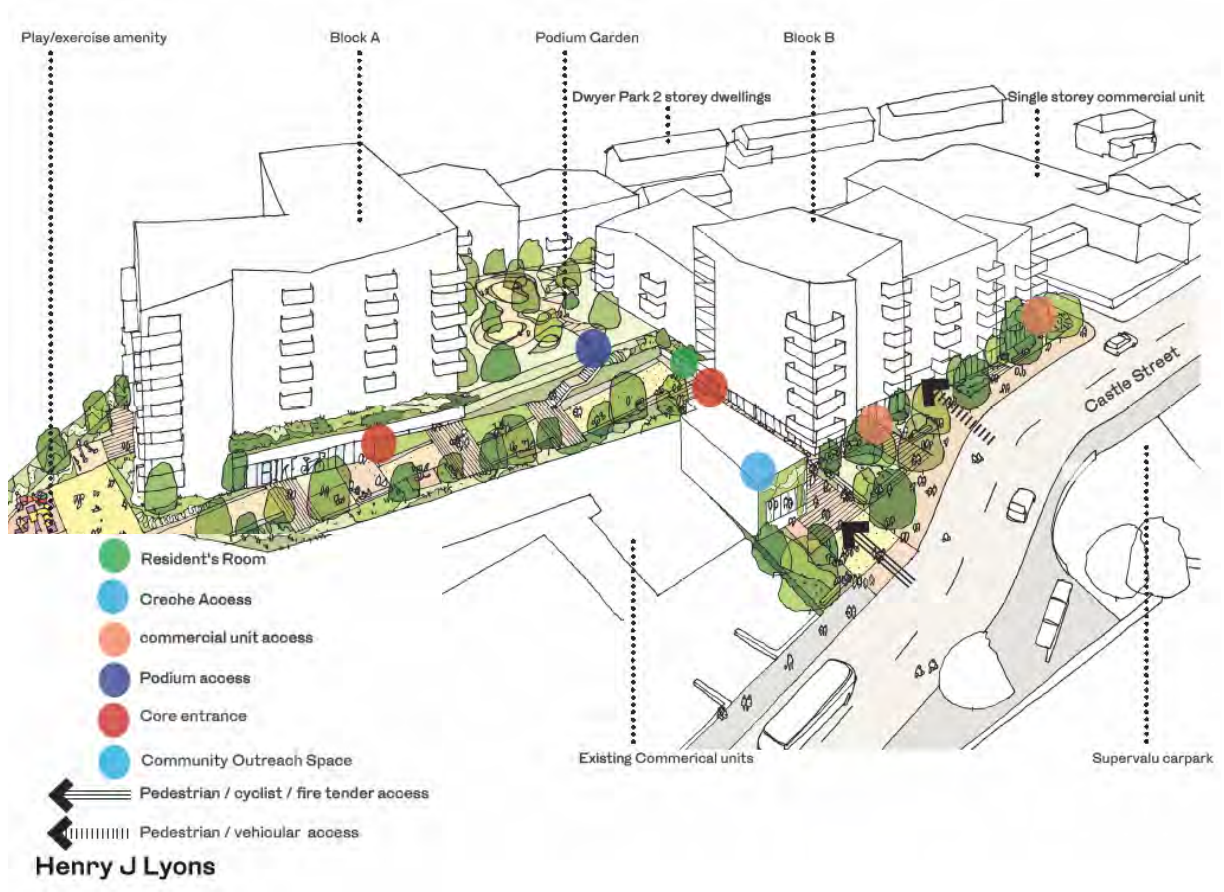 Play/exercise amenity
Block A
Podium Garden
Block B
Dwyer Park 2 storey dwellings
Single storey commercial unit
Castle Street
Resident's Room
Creche Access
commercial unit access
Podium access
Core entrance
Community Outreach Space
Existing Commerical units
Supervalu carpark
Pedestrian / cyclist / fire tender access
Pedestrian / vehicular access
Henry J Lyons